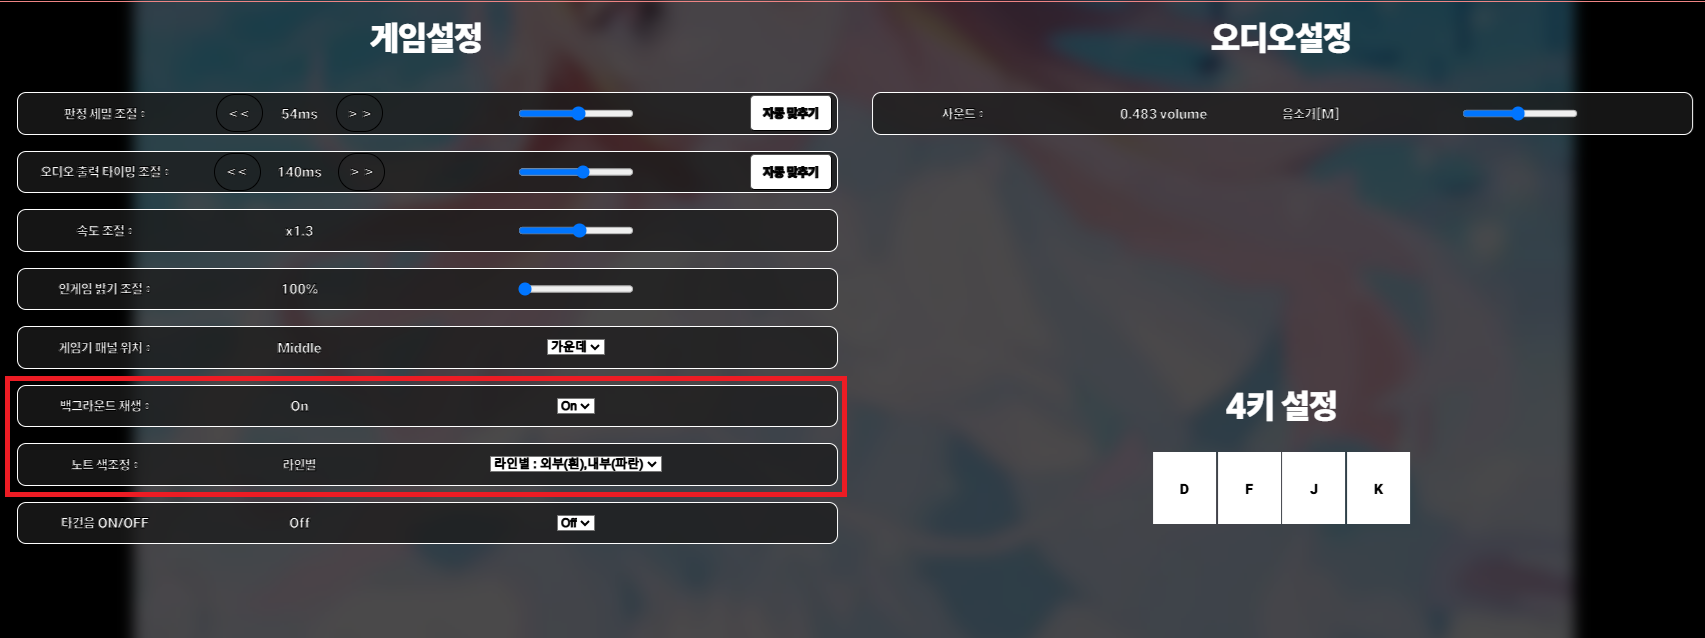 게임설정
판정 세밀 조절 : << 54ms >> 자동 맞추기
오디오 출력 타이밍 조절 : << 140ms >> 자동 맞추기
속도 조절 : x1.3
인게임 밝기 조절 : 100%
게임기 패널 위치 : Middle 가운데
백그라운드 재생 : On On
노트 색조정 : 라인별 라인별 : 외부(흰),내부(파란)
타건음 ON/OFF Off Off
오디오설정
사운드 : 0.483 volume 음소거[M]
4키 설정
D F J K